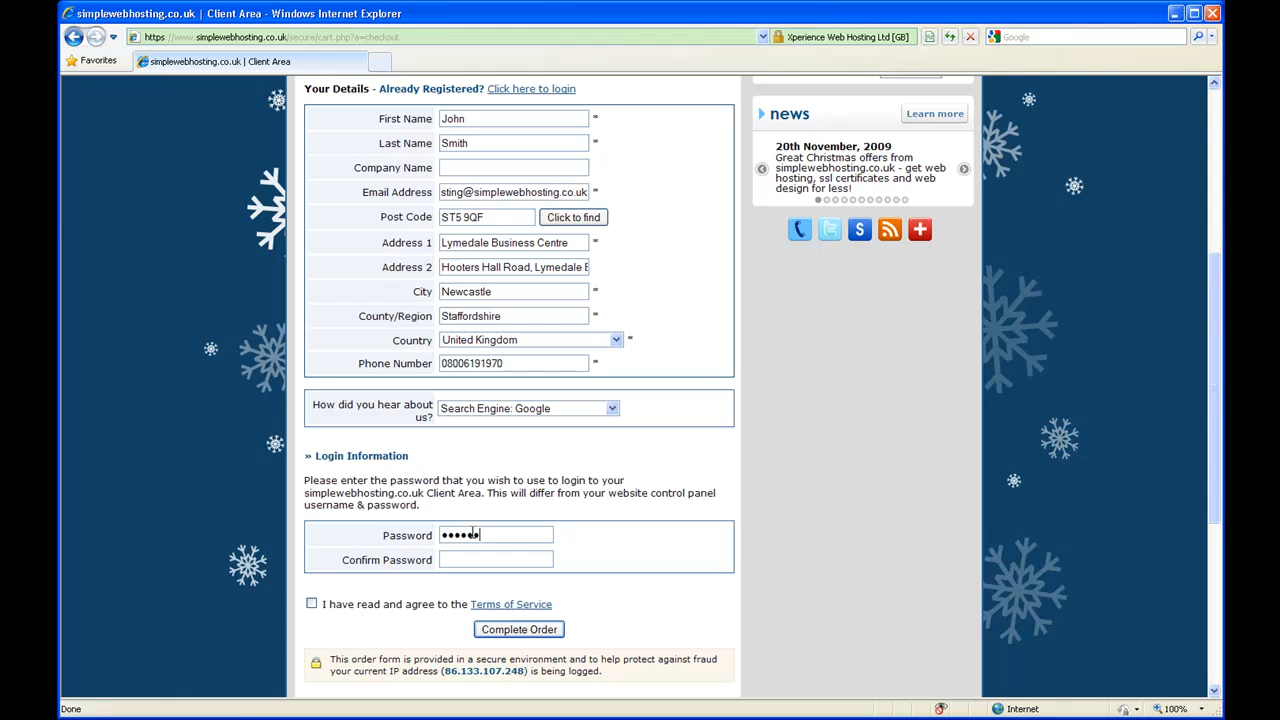 simplewebhosting.co.uk | Client Area - Windows Internet Explorer
https://www.simplewebhosting.co.uk/secure/cart.php?a=checkout
Xperience Web Hosting Ltd [GB]
Google
Favorites
simplewebhosting.co.uk | Client Area
Your Details - Already Registered? Click here to login
First Name John *
Last Name Smith *
Company Name
Email Address sting@simplewebhosting.co.uk *
Post Code ST5 9QF Click to find
Address 1 Lymedale Business Centre *
Address 2 Hooters Hall Road, Lymedale
City Newcastle *
County/Region Staffordshire *
Country United Kingdom *
Phone Number 08006191970 *
How did you hear about
us?
Search Engine: Google
» Login Information
Please enter the password that you wish to use to login to your
simplewebhosting.co.uk Client Area. This will differ from your website control panel
username & password.
Password
Confirm Password
I have read and agree to the Terms of Service
Complete Order
This order form is provided in a secure environment and to help protect against fraud
your current IP address (86.133.107.248) is being logged.
news
Learn more
20th November, 2009
Great Christmas offers from
simplewebhosting.co.uk - get web
hosting, ssl certificates and web
design for less!
Done
Internet
100%